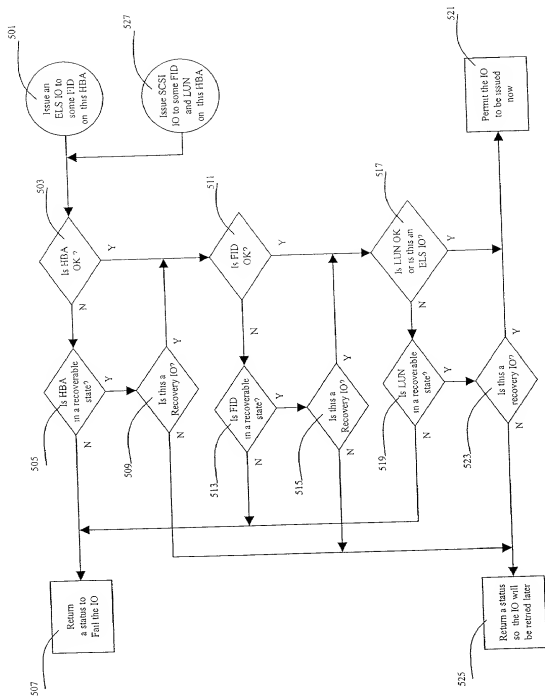 501
Issue an
ELS IO to
some FID
on this HBA
527
Issue SCSI
IO to some FID
and LUN
on this HBA
503
Is HBA
OK ?
Y
N
505
Is HBA
in a recoverable
state?
Y
N
507
Return
a status to
Fail the IO
509
Is this a
Recovery IO?
Y
N
511
Is FID
OK?
Y
N
513
Is FID
in a recoverable
state?
Y
N
515
Is this a
Recovery IO?
Y
N
517
Is LUN OK
or is this an
ELS IO?
Y
N
519
Is LUN
in a recoverable
state?
Y
N
521
Permit the IO
to be issued
now
523
Is this a
recovery IO?
Y
N
525
Return a status
so the IO will
be retried later